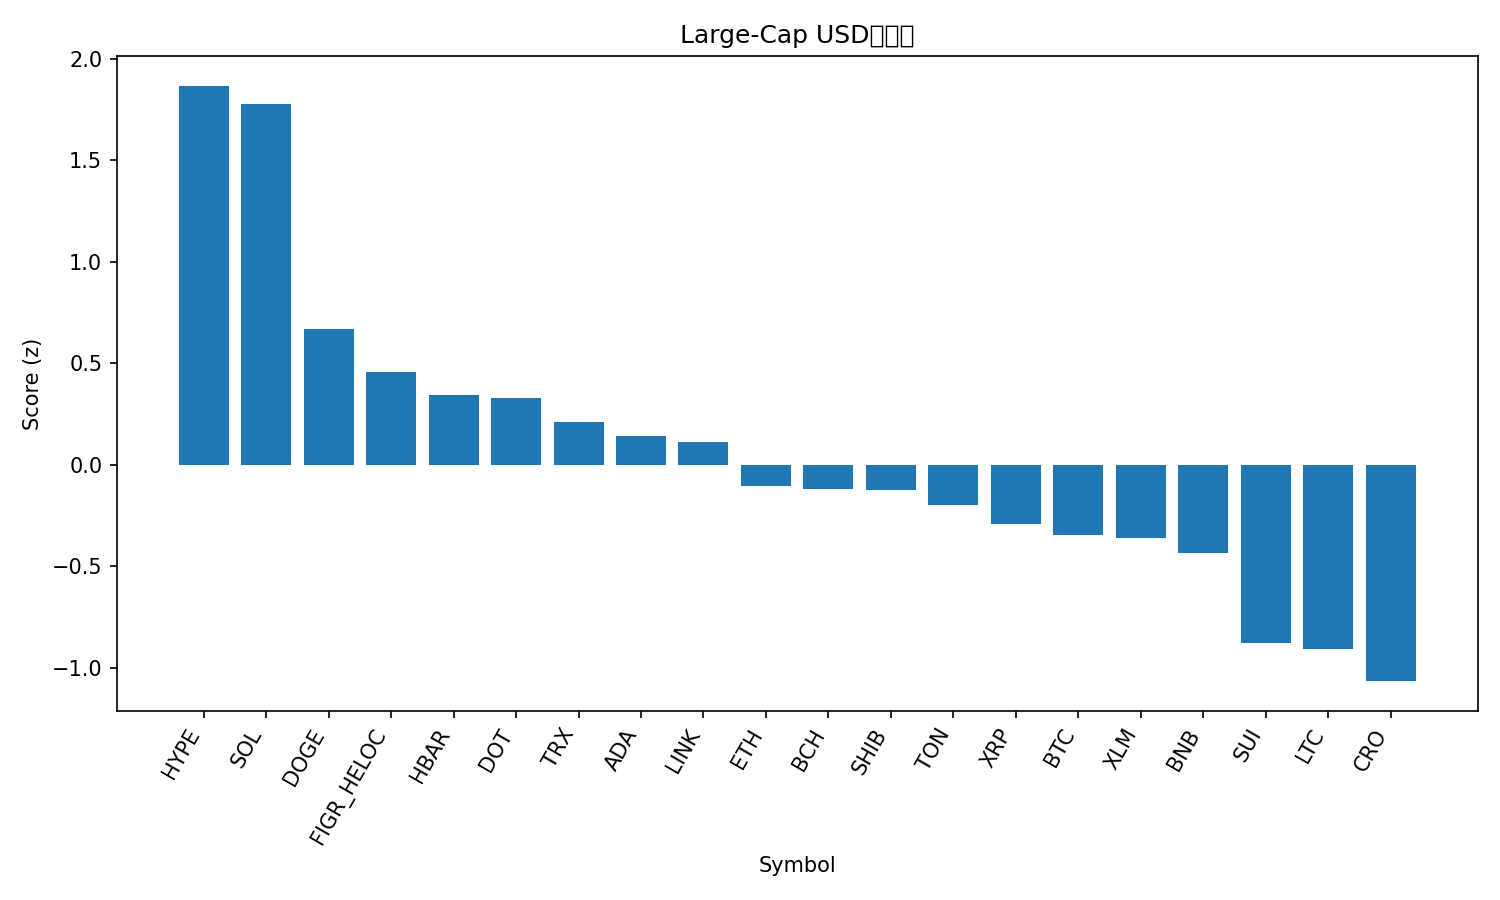 Large-Cap USD
2.0
1.5
1.0
0.5
0.0
−0.5
−1.0
Score (z)
HYPE
SOL
DOGE
FIGR_HELOC
HBAR
DOT
TRX
ADA
LINK
ETH
BCH
SHIB
TON
XRP
BTC
XLM
BNB
SUI
LTC
CRO
Symbol